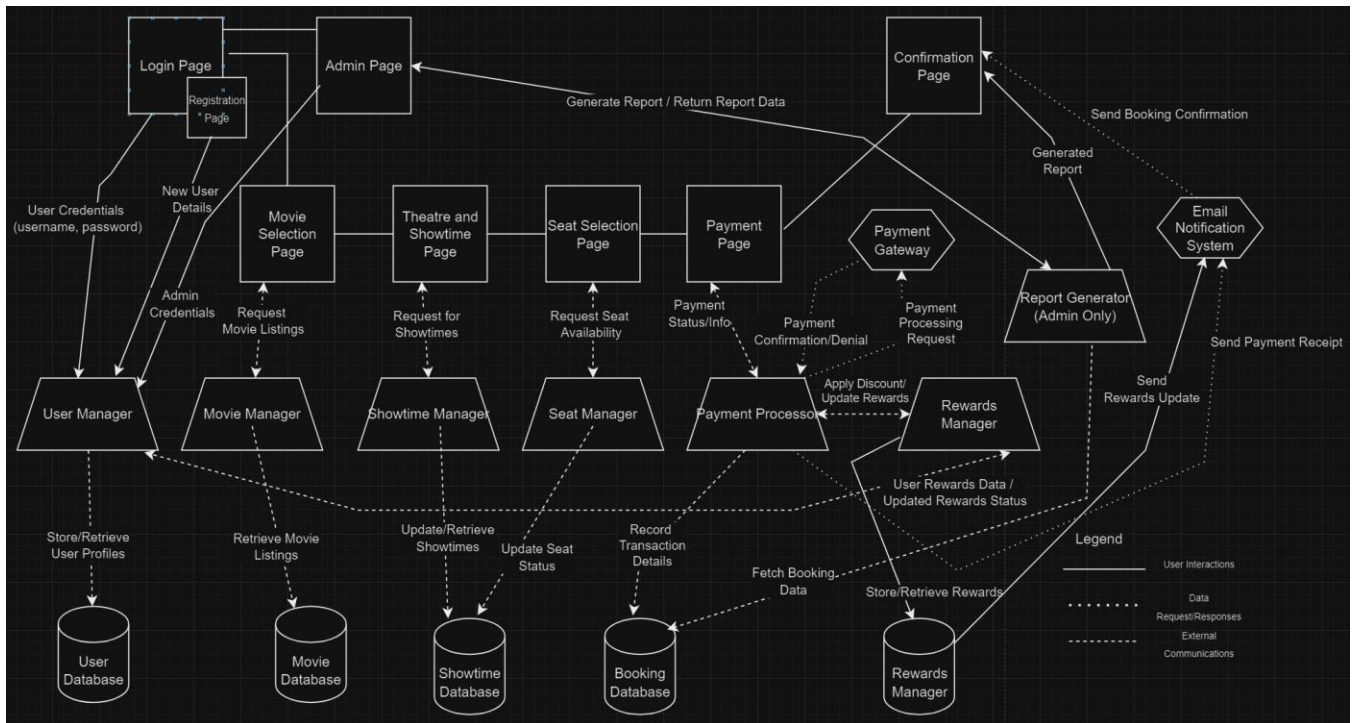 Login Page
Registration
Page
Admin Page
Confirmation
Page
Generate Report / Return Report Data
Send Booking Confirmation
Generated
Report
User Credentials
(username, password)
New User
Details
Admin
Credentials
Movie
Selection
Page
Theatre and
Showtime
Page
Seat Selection
Page
Payment
Page
Payment
Gateway
Email
Notification
System
Report Generator
(Admin Only)
Request
Movie Listings
Request for
Showtimes
Request Seat
Availability
Payment
Status/Info
Payment
Confirmation/Denial
Payment
Processing
Request
Send Payment Receipt
Send
Rewards Update
User Manager
Movie Manager
Showtime Manager
Seat Manager
Payment Processor
Apply Discount/
Update Rewards
Rewards
Manager
User Rewards Data /
Updated Rewards Status
Store/Retrieve
User Profiles
Retrieve Movie
Listings
Update/Retrieve
Showtimes
Update Seat
Status
Record
Transaction
Details
Fetch Booking
Data
Store/Retrieve Rewards
Legend
User Interactions
Data
Request/Responses
External
Communications
User
Database
Movie
Database
Showtime
Database
Booking
Database
Rewards
Manager